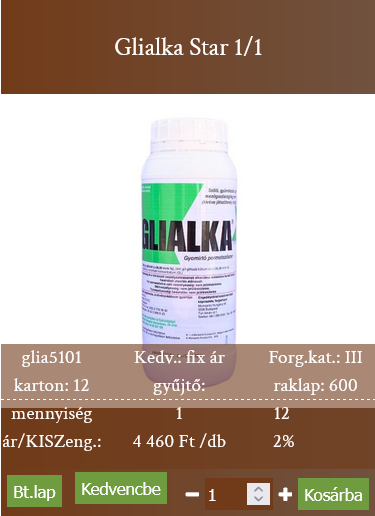 Glialka Star 1/1
GLIALKA
Gyomirtó permetezőszer
glia5101 Kedv.: fix ár Forg.kat.: III
karton: 12 gyűjtő: raklap: 600
mennyiség 1 12
ár/KISZeng.: 4 460 Ft /db 2%
Bt.lap Kedvencbe − 1 + Kosárba